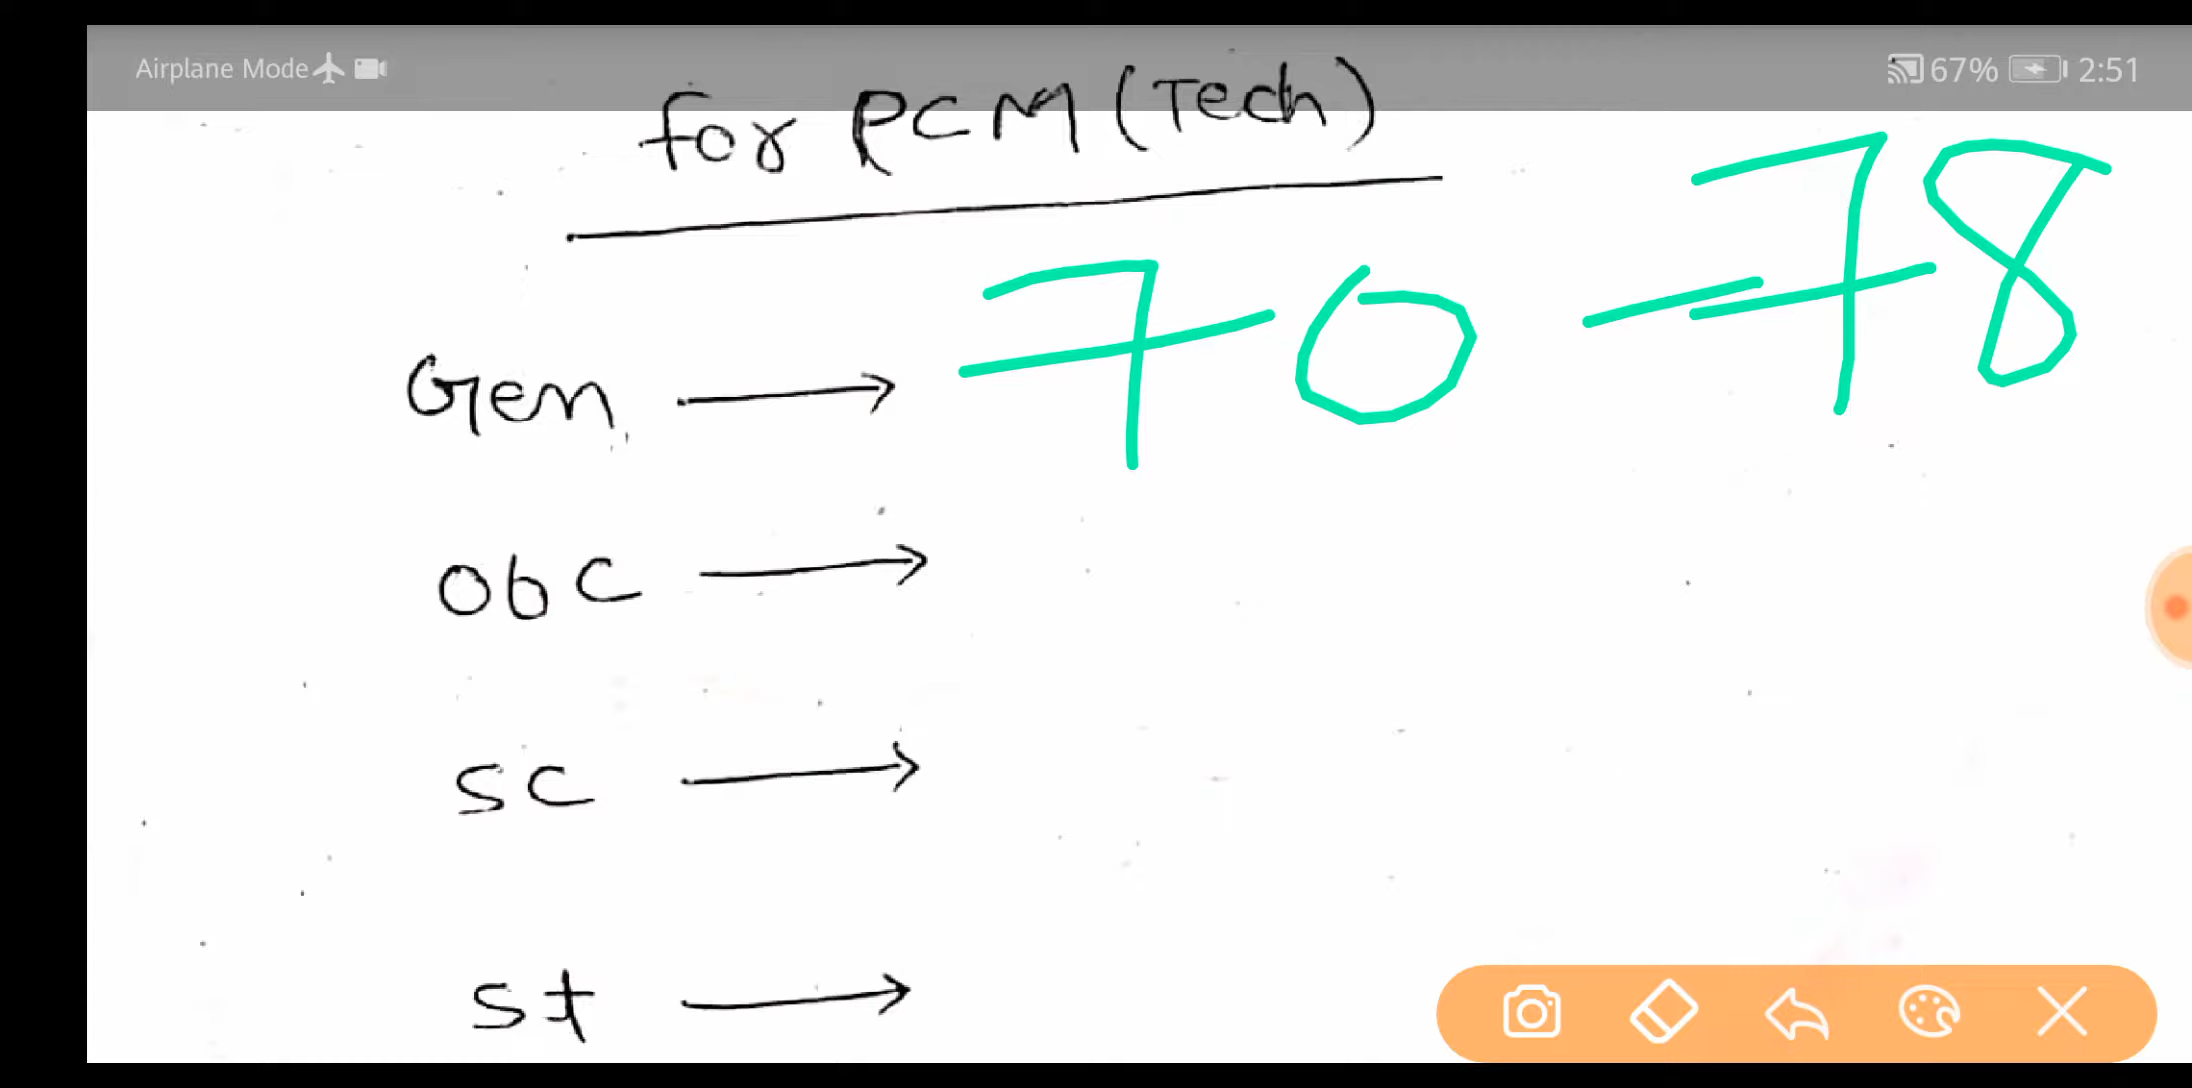 Airplane Mode 67% 2:51
for PCM (Tech)
Gen → 70 - 78
obc →
sc →
st →